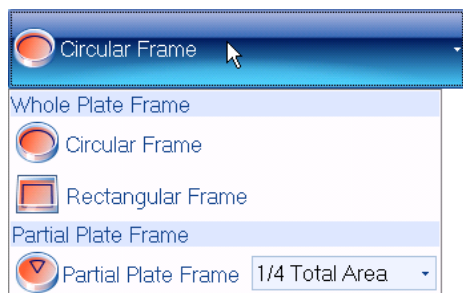 Circular Frame
Whole Plate Frame
Circular Frame
Rectangular Frame
Partial Plate Frame
Partial Plate Frame 1/4 Total Area